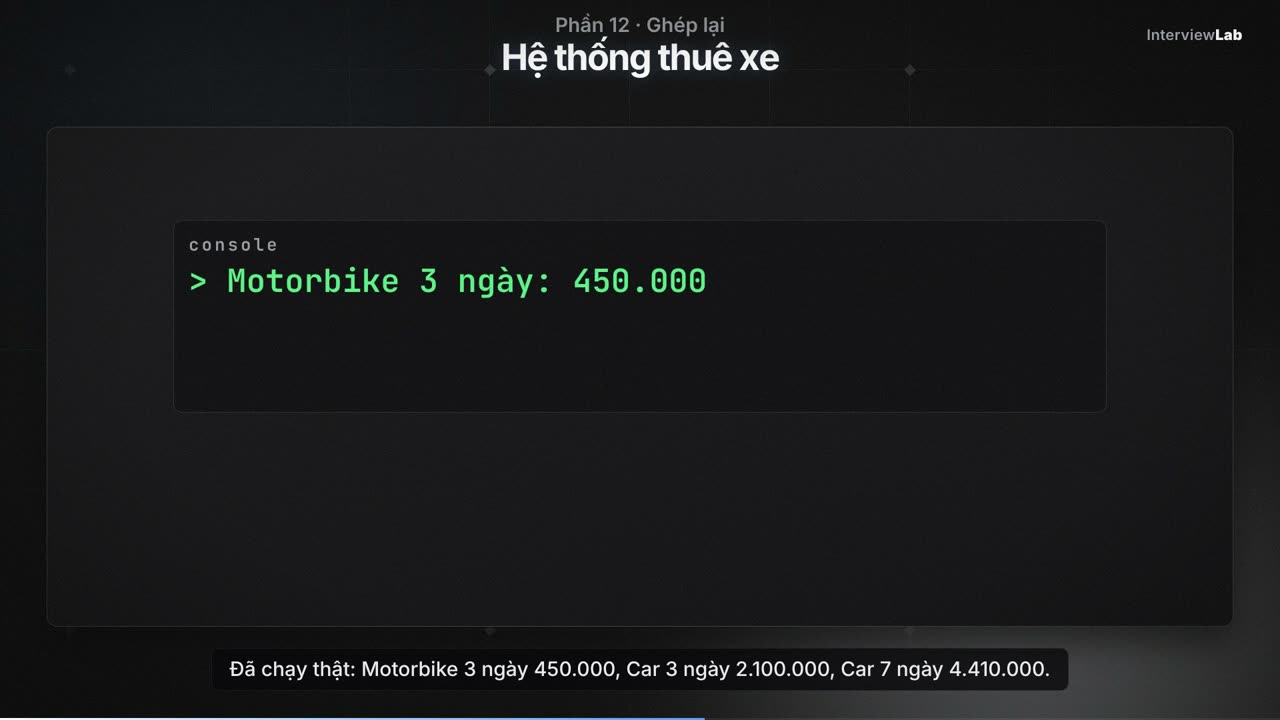 Phần 12 · Ghép lại
InterviewLab
Hệ thống thuê xe
console
> Motorbike 3 ngày: 450.000
Đã chạy thật: Motorbike 3 ngày 450.000, Car 3 ngày 2.100.000, Car 7 ngày 4.410.000.